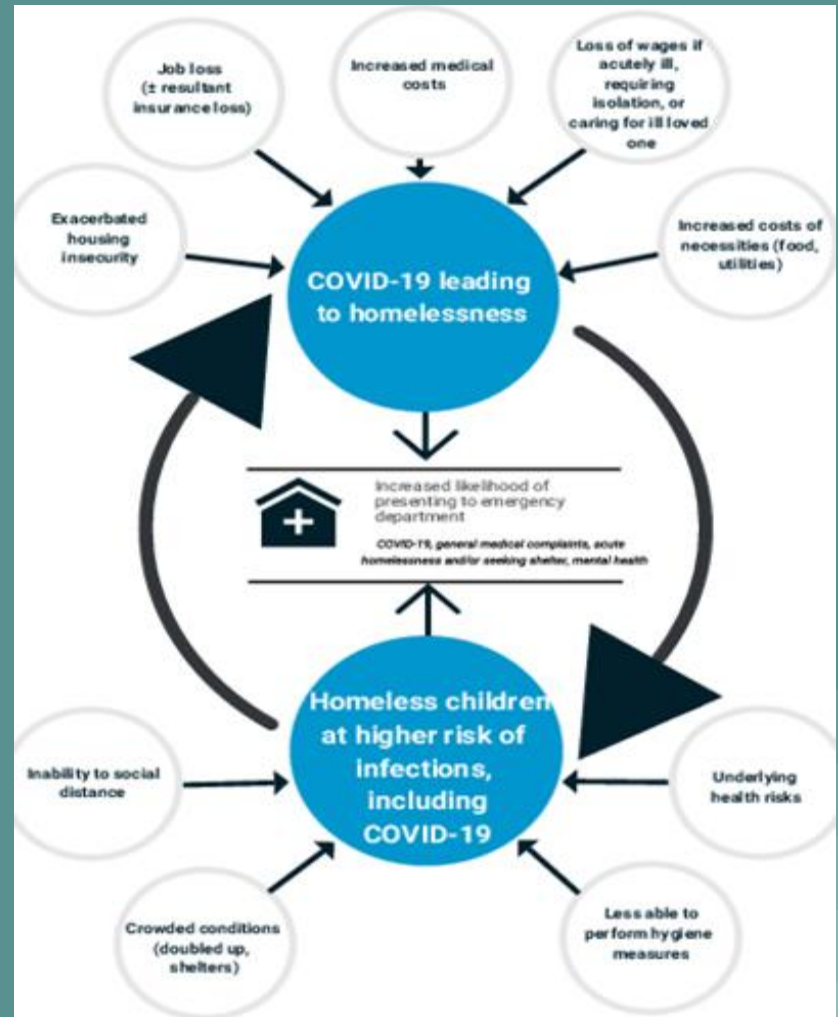 Job loss
(± resultant
insurance loss)
Increased medical
costs
Loss of wages if
acutely ill,
requiring
isolation, or
caring for ill loved
one
Exacerbated
housing
insecurity
Increased costs of
necessities (food,
utilities)
COVID-19 leading
to homelessness
Increased likelihood of
presenting to emergency
department
COVID-19, general medical complaints, acute
homelessness and/or seeking shelter, mental health
Homeless children
at higher risk of
infections,
including
COVID-19
Inability to social
distance
Underlying
health risks
Crowded conditions
(doubled up,
shelters)
Less able to
perform hygiene
measures